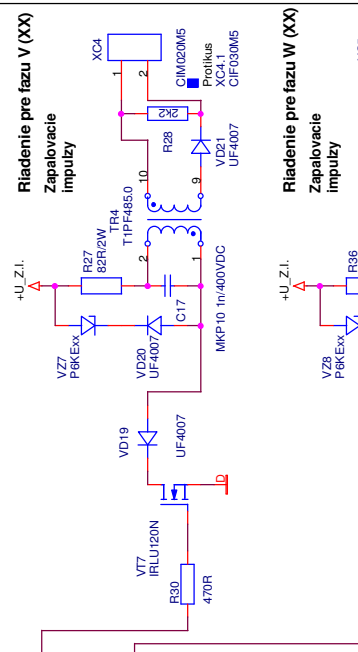 XC4
1
2
CIM020M5
Protikus
XC4.1
CIF030M5
Riadenie pre fazu V (XX)
Zapalovacie
impulzy
2k2
R28
VD21
UF4007
10
9
TR4
T1PF485.0
2
1
+U_Z.I.
R27
82R/2W
C17
MKP10 1n/400VDC
VZ7
P6KExx
VD20
UF4007
VD19
UF4007
VT7
IRLU120N
D
R30
470R
Riadenie pre fazu W (XX)
Zapalovacie
impulzy
+U_Z.I.
R36
VZ8
P6KExx